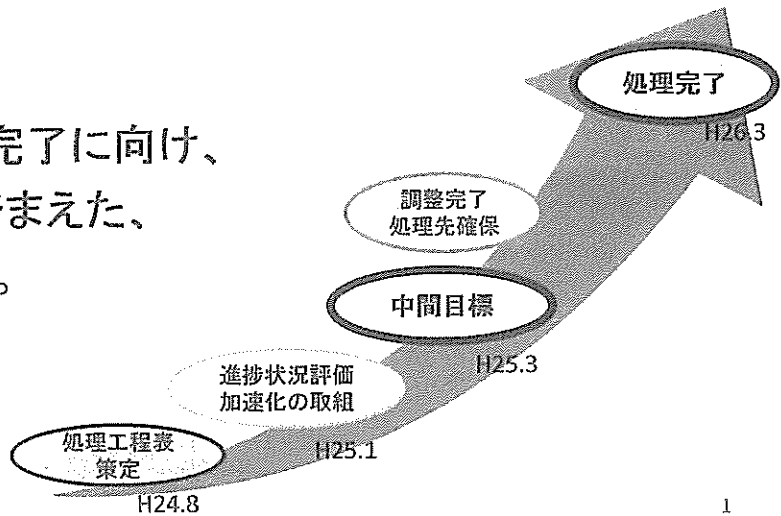 完了に向け、
まえた、
。
処理完了
H26.3
調整完了
処理先確保
中間目標
H25.3
進捗状況評価
加速化の取組
H25.1
処理工程表
策定
H24.8
1